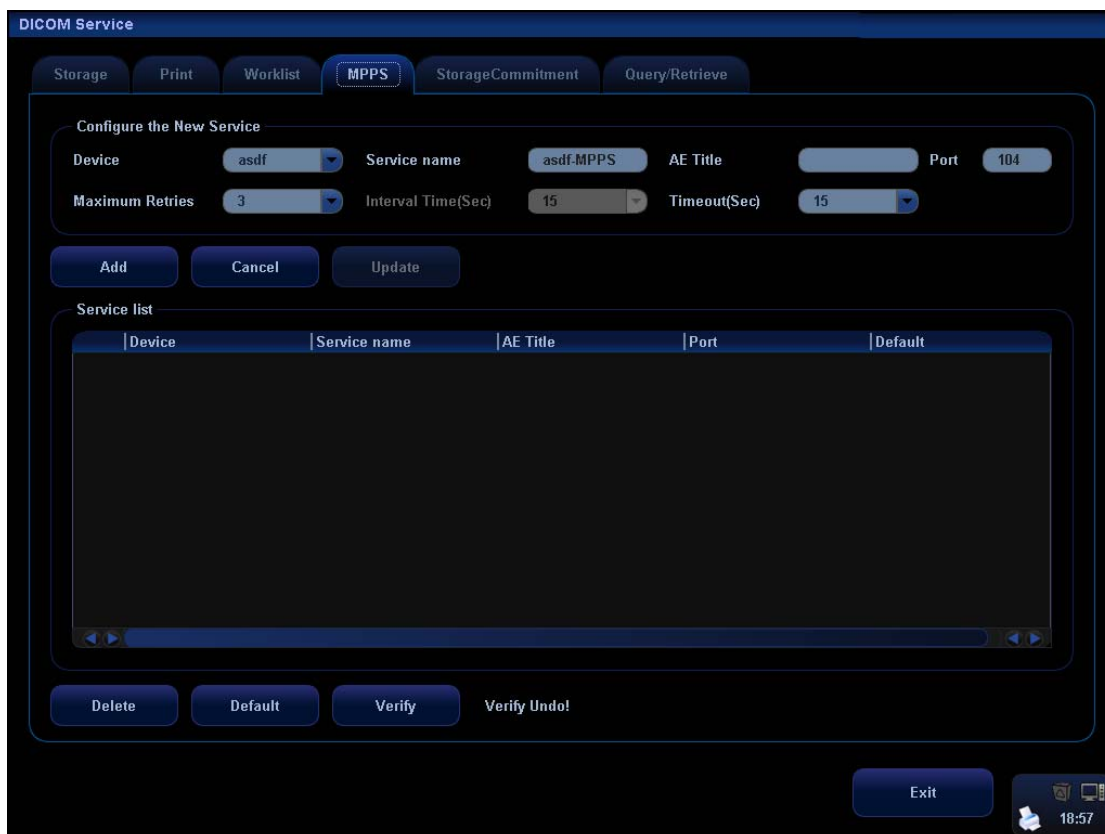 DICOM Service
Storage Print Worklist MPPS StorageCommitment Query/Retrieve
Configure the New Service
Device asdf Service name asdf-MPPS AE Title Port 104
Maximum Retries 3 Interval Time(Sec) 15 Timeout(Sec) 15
Add Cancel Update
Service list
Device Service name AE Title Port Default
Delete Default Verify Verify Undo!
Exit
18:57